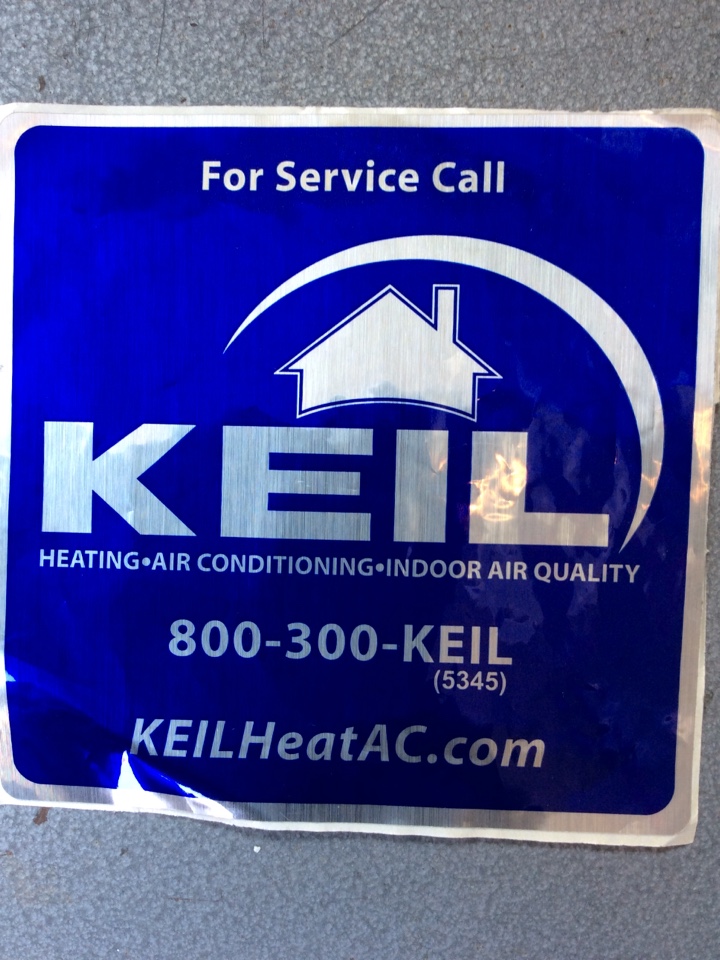 For Service Call
KEIL
HEATING•AIR CONDITIONING•INDOOR AIR QUALITY
800-300-KEIL
(5345)
KEILHeatAC.com